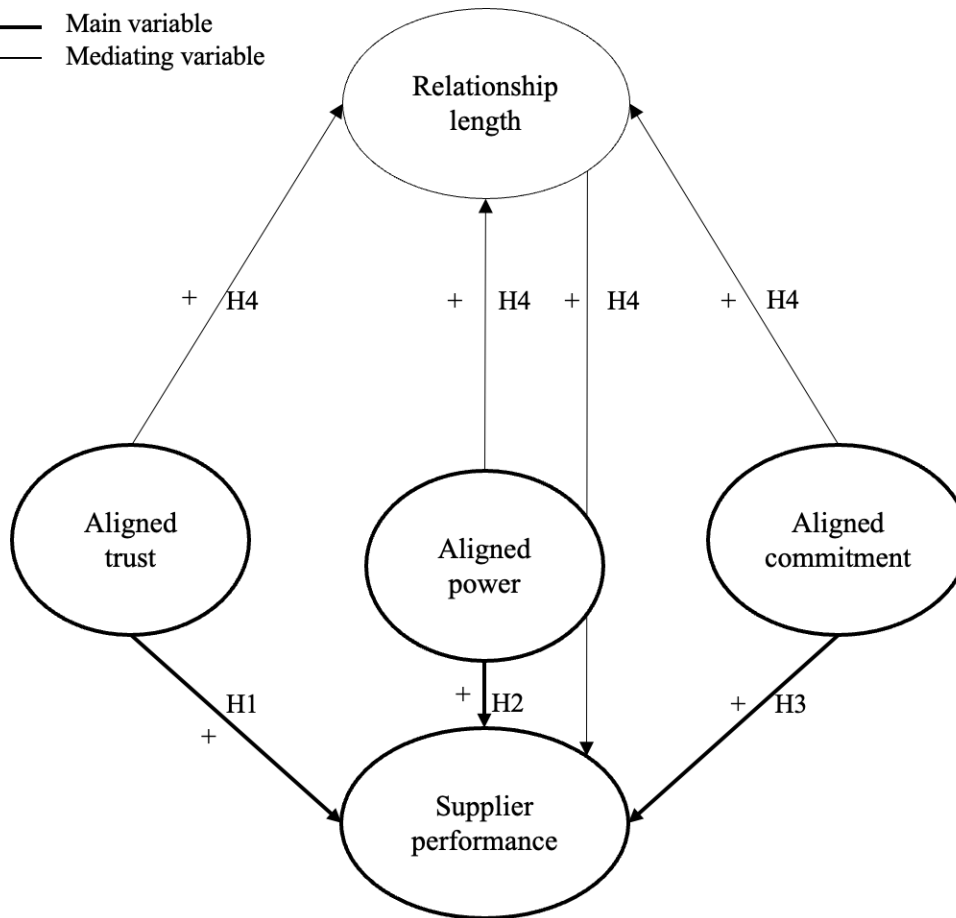 Main variable
Mediating variable
Relationship
length
+ H4
+ H4
+ H4
+ H4
Aligned
trust
Aligned
power
Aligned
commitment
H1
+
+ H2
+ H3
Supplier
performance